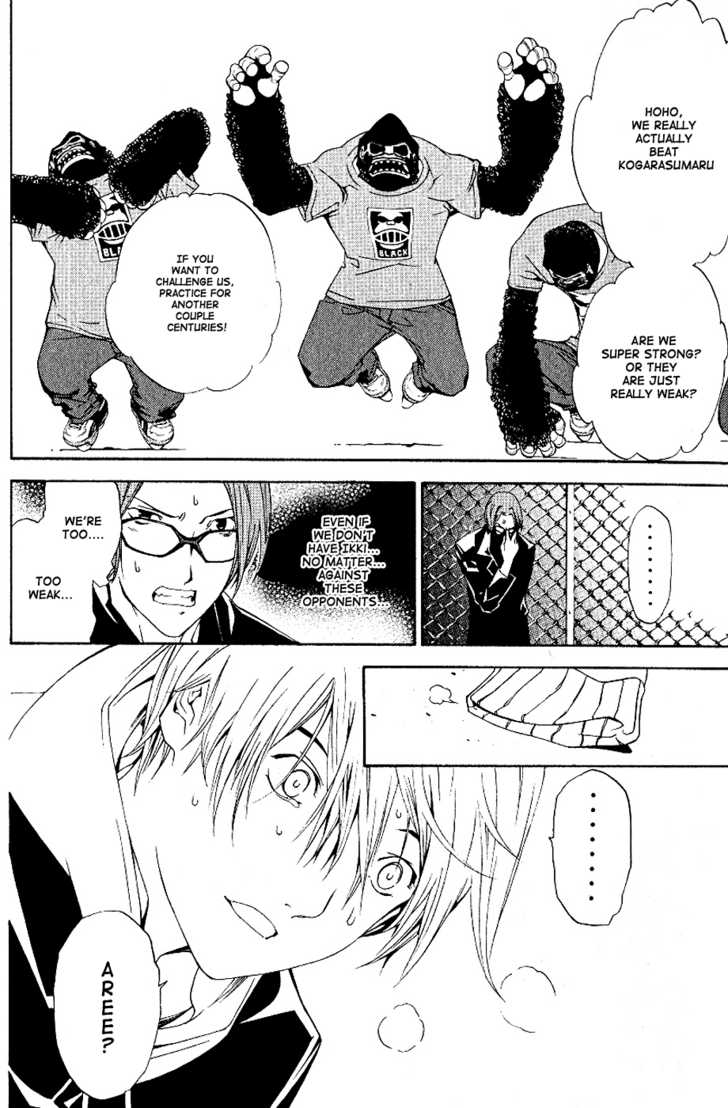 HOHO,
WE REALLY
ACTUALLY
BEAT
KOGARASUMARU
ARE WE
SUPER STRONG?
OR THEY
ARE JUST
REALLY WEAK?
IF YOU
WANT TO
CHALLENGE US,
PRACTICE FOR
ANOTHER
COUPLE
CENTURIES!
BLACK
BLACK
.......
EVEN IF
WE DON'T
HAVE IKKI...
NO MATTER...
AGAINST
THESE
OPPONENTS...
WE'RE
TOO....
TOO
WEAK...
.......
AREE?